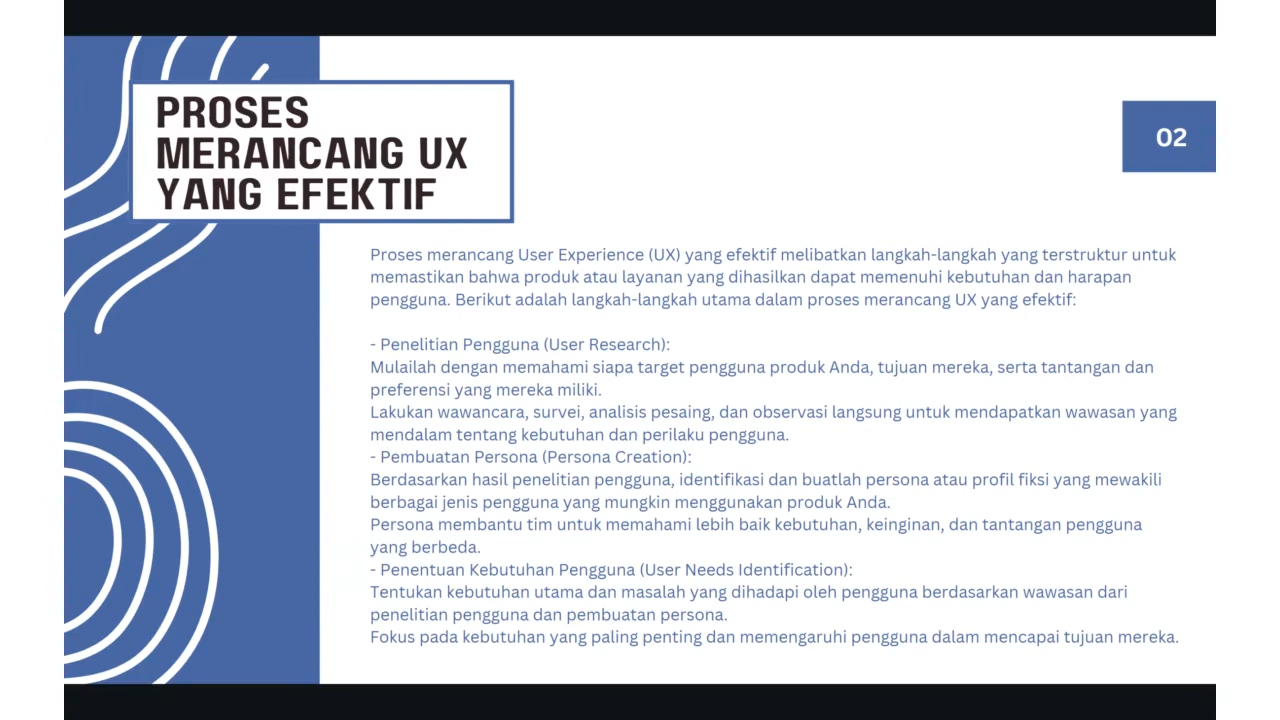 PROSES
MERANCANG UX
YANG EFEKTIF
02
Proses merancang User Experience (UX) yang efektif melibatkan langkah-langkah yang terstruktur untuk
memastikan bahwa produk atau layanan yang dihasilkan dapat memenuhi kebutuhan dan harapan
pengguna. Berikut adalah langkah-langkah utama dalam proses merancang UX yang efektif:
- Penelitian Pengguna (User Research):
Mulailah dengan memahami siapa target pengguna produk Anda, tujuan mereka, serta tantangan dan
preferensi yang mereka miliki.
Lakukan wawancara, survei, analisis pesaing, dan observasi langsung untuk mendapatkan wawasan yang
mendalam tentang kebutuhan dan perilaku pengguna.
- Pembuatan Persona (Persona Creation):
Berdasarkan hasil penelitian pengguna, identifikasi dan buatlah persona atau profil fiksi yang mewakili
berbagai jenis pengguna yang mungkin menggunakan produk Anda.
Persona membantu tim untuk memahami lebih baik kebutuhan, keinginan, dan tantangan pengguna
yang berbeda.
- Penentuan Kebutuhan Pengguna (User Needs Identification):
Tentukan kebutuhan utama dan masalah yang dihadapi oleh pengguna berdasarkan wawasan dari
penelitian pengguna dan pembuatan persona.
Fokus pada kebutuhan yang paling penting dan memengaruhi pengguna dalam mencapai tujuan mereka.